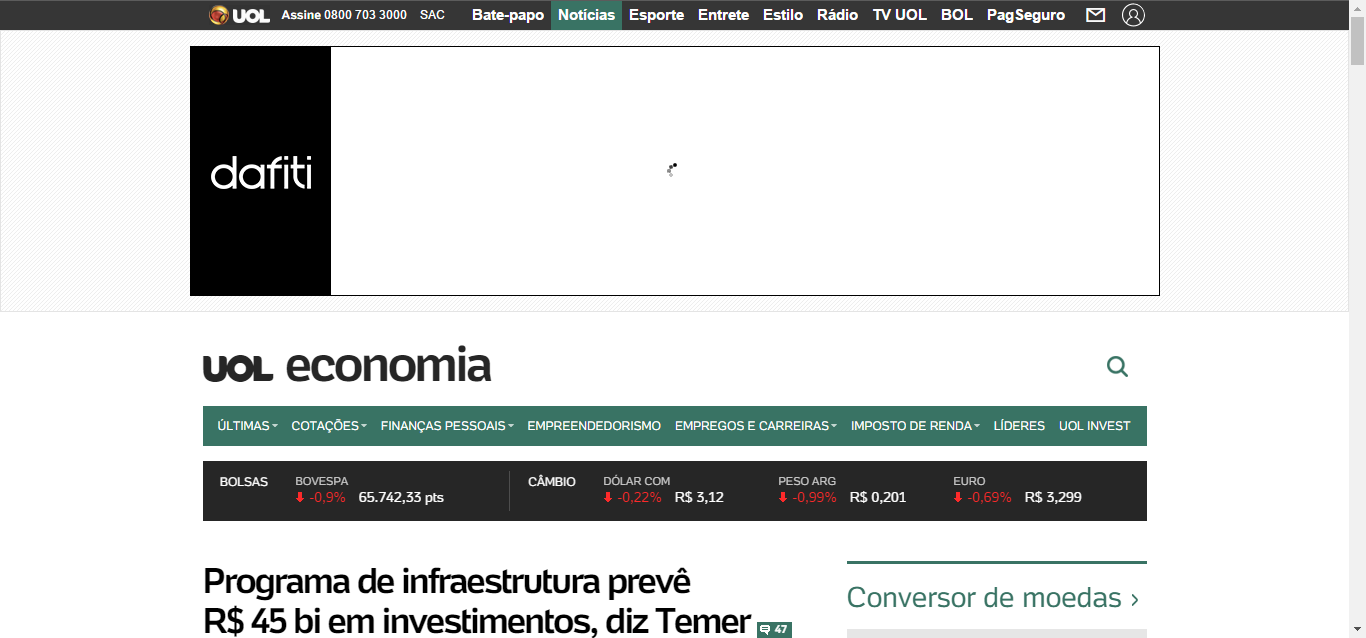 UOL Assine 0800 703 3000 SAC Bate-papo Notícias Esporte Entrete Estilo Rádio TV UOL BOL PagSeguro
dafiti
UOL economia
ÚLTIMAS COTAÇÕES FINANÇAS PESSOAIS EMPREENDEDORISMO EMPREGOS E CARREIRAS IMPOSTO DE RENDA LÍDERES UOL INVEST
BOLSAS BOVESPA CÂMBIO DÓLAR COM PESO ARG EURO
-0,9% 65.742,33 pts -0,22% R$ 3,12 -0,99% R$ 0,201 -0,69% R$ 3,299
Programa de infraestrutura prevê
R$ 45 bi em investimentos, diz Temer 47
Conversor de moedas ›